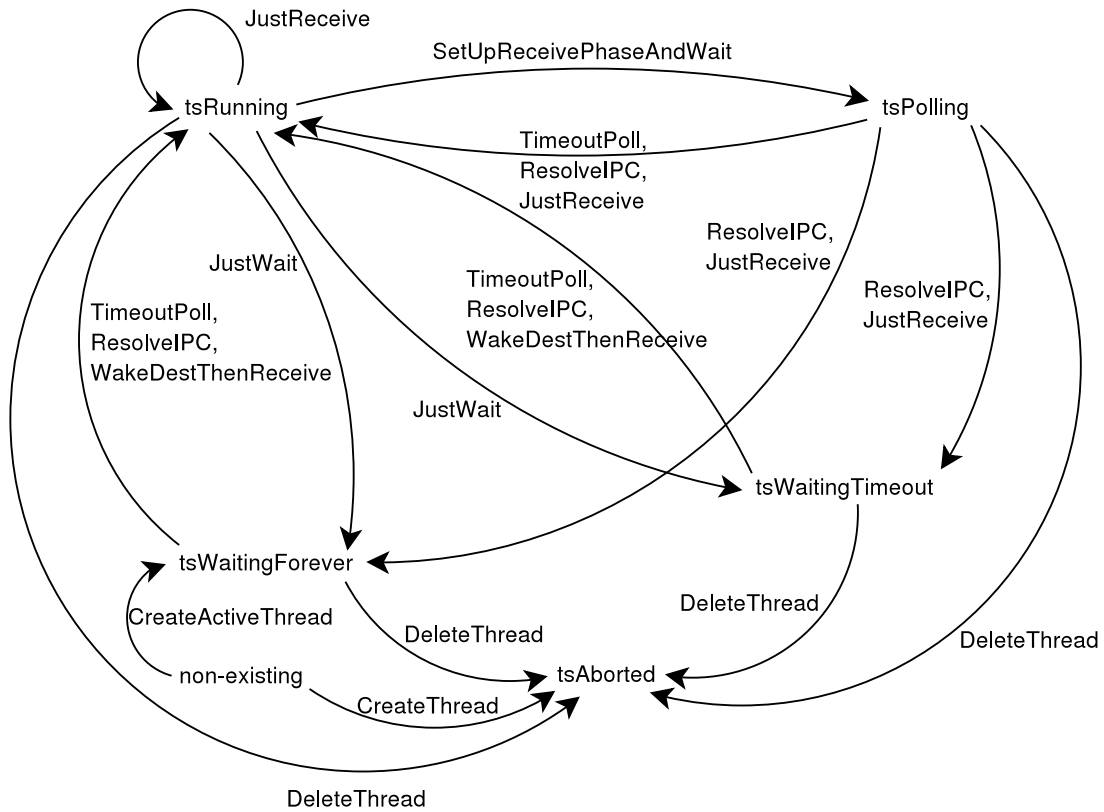 JustReceive
SetUpReceivePhaseAndWait
tsRunning
tsPolling
TimeoutPoll,
ResolveIPC,
JustReceive
ResolveIPC,
JustReceive
JustWait
TimeoutPoll,
ResolveIPC,
WakeDestThenReceive
ResolveIPC,
JustReceive
TimeoutPoll,
ResolveIPC,
WakeDestThenReceive
JustWait
tsWaitingTimeout
tsWaitingForever
CreateActiveThread
DeleteThread
DeleteThread
DeleteThread
non-existing
tsAborted
CreateThread
DeleteThread